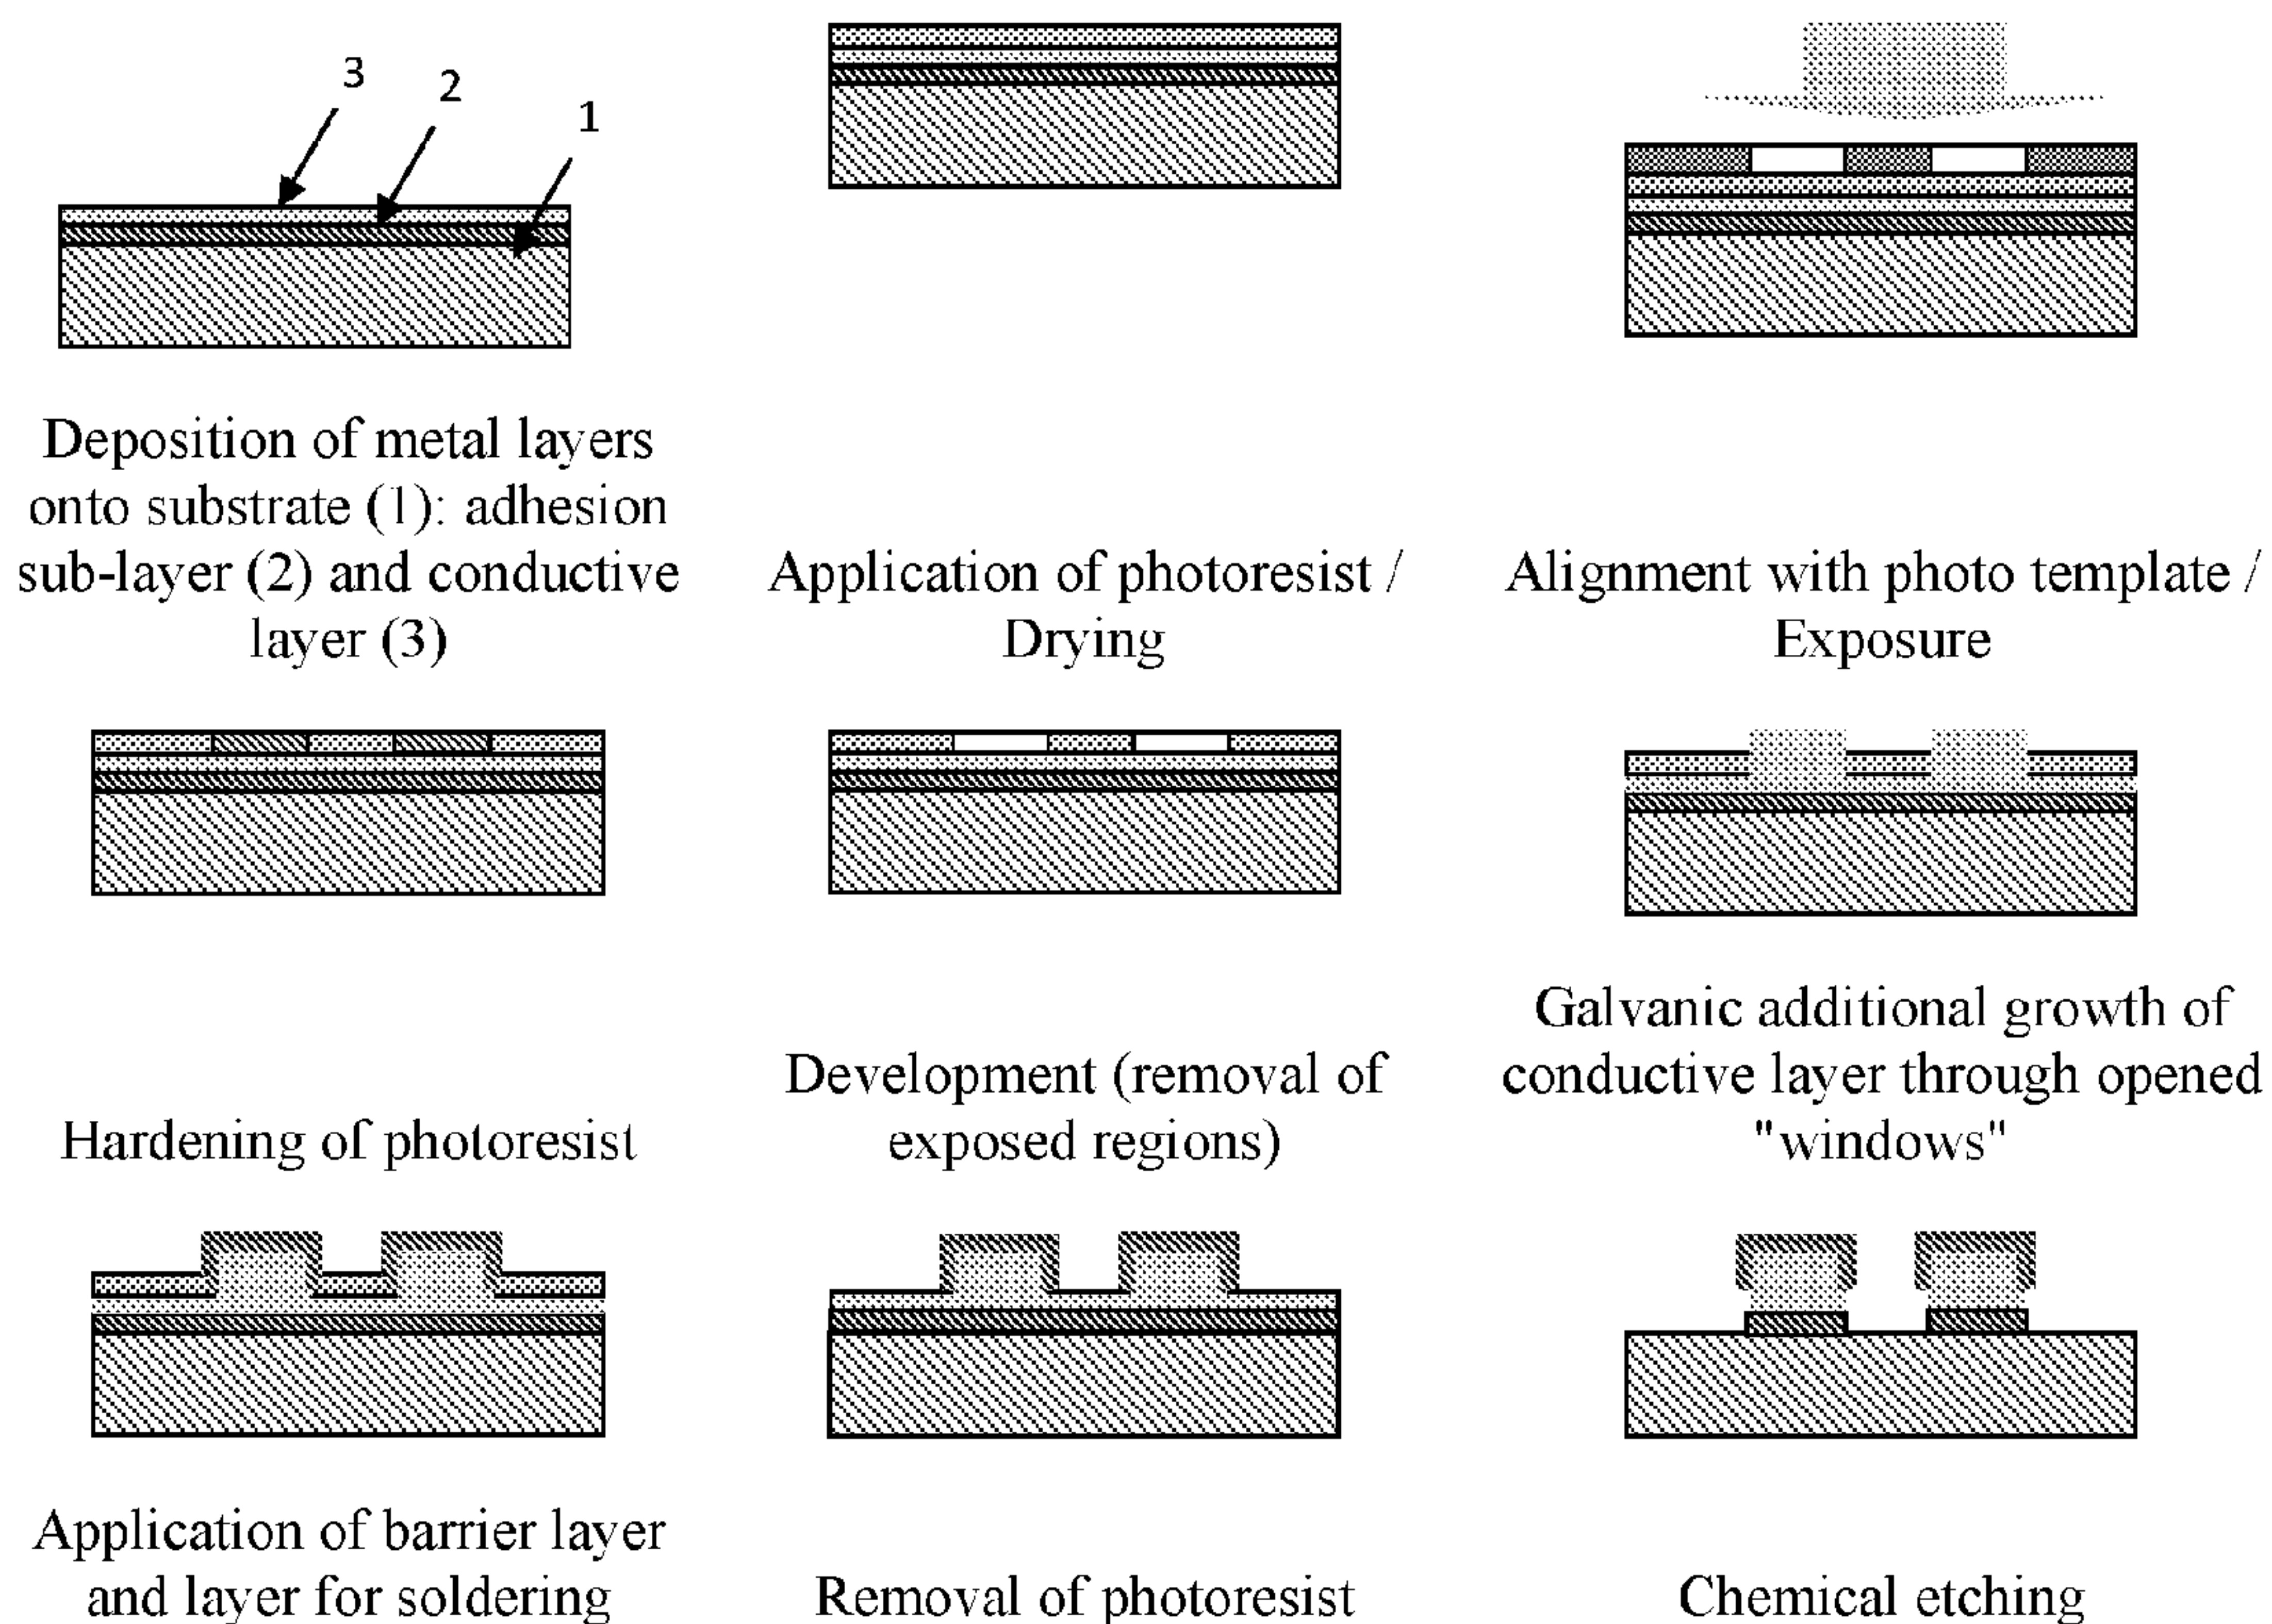 3
2
1
Deposition of metal layers
onto substrate (1): adhesion
sub-layer (2) and conductive
layer (3)
Application of photoresist /
Drying
Alignment with photo template /
Exposure
Hardening of photoresist
Development (removal of
exposed regions)
Galvanic additional growth of
conductive layer through opened
"windows"
Application of barrier layer
and layer for soldering
Removal of photoresist
Chemical etching